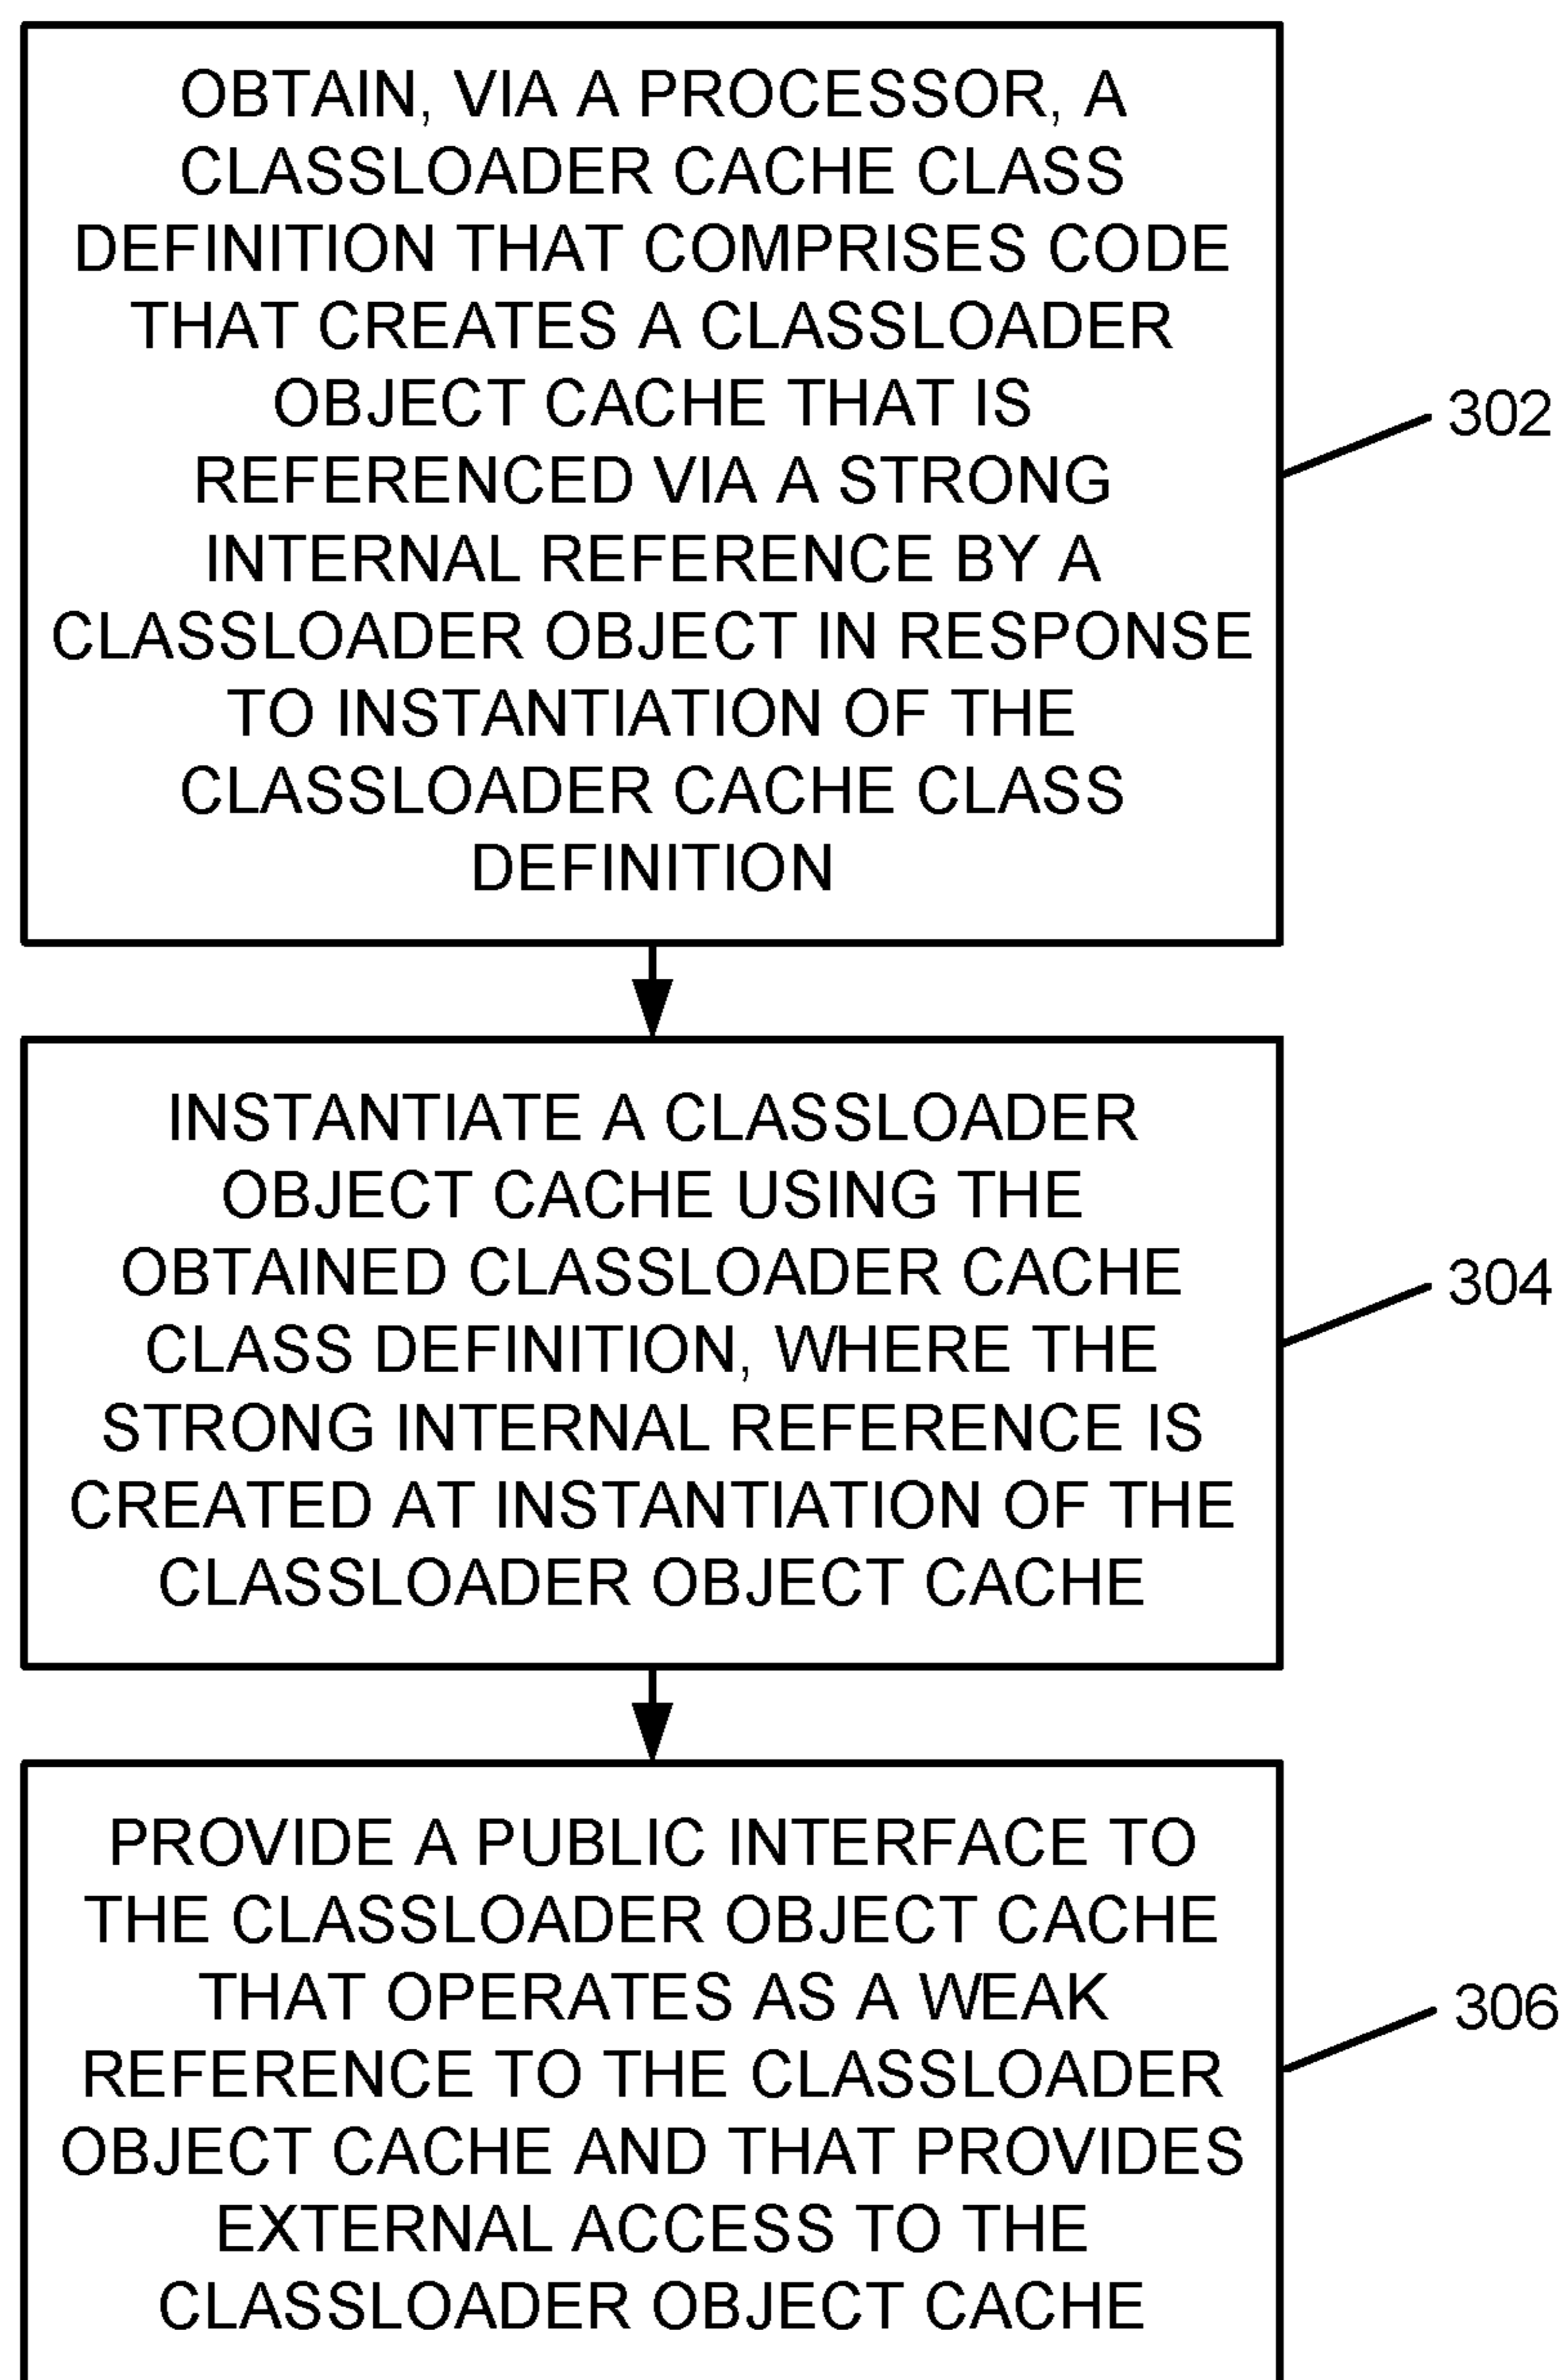 OBTAIN, VIA A PROCESSOR, A
CLASSLOADER CACHE CLASS
DEFINITION THAT COMPRISES CODE
THAT CREATES A CLASSLOADER
OBJECT CACHE THAT IS
REFERENCED VIA A STRONG
INTERNAL REFERENCE BY A
CLASSLOADER OBJECT IN RESPONSE
TO INSTANTIATION OF THE
CLASSLOADER CACHE CLASS
DEFINITION
302
INSTANTIATE A CLASSLOADER
OBJECT CACHE USING THE
OBTAINED CLASSLOADER CACHE
CLASS DEFINITION, WHERE THE
STRONG INTERNAL REFERENCE IS
CREATED AT INSTANTIATION OF THE
CLASSLOADER OBJECT CACHE
304
PROVIDE A PUBLIC INTERFACE TO
THE CLASSLOADER OBJECT CACHE
THAT OPERATES AS A WEAK
REFERENCE TO THE CLASSLOADER
OBJECT CACHE AND THAT PROVIDES
EXTERNAL ACCESS TO THE
CLASSLOADER OBJECT CACHE
306